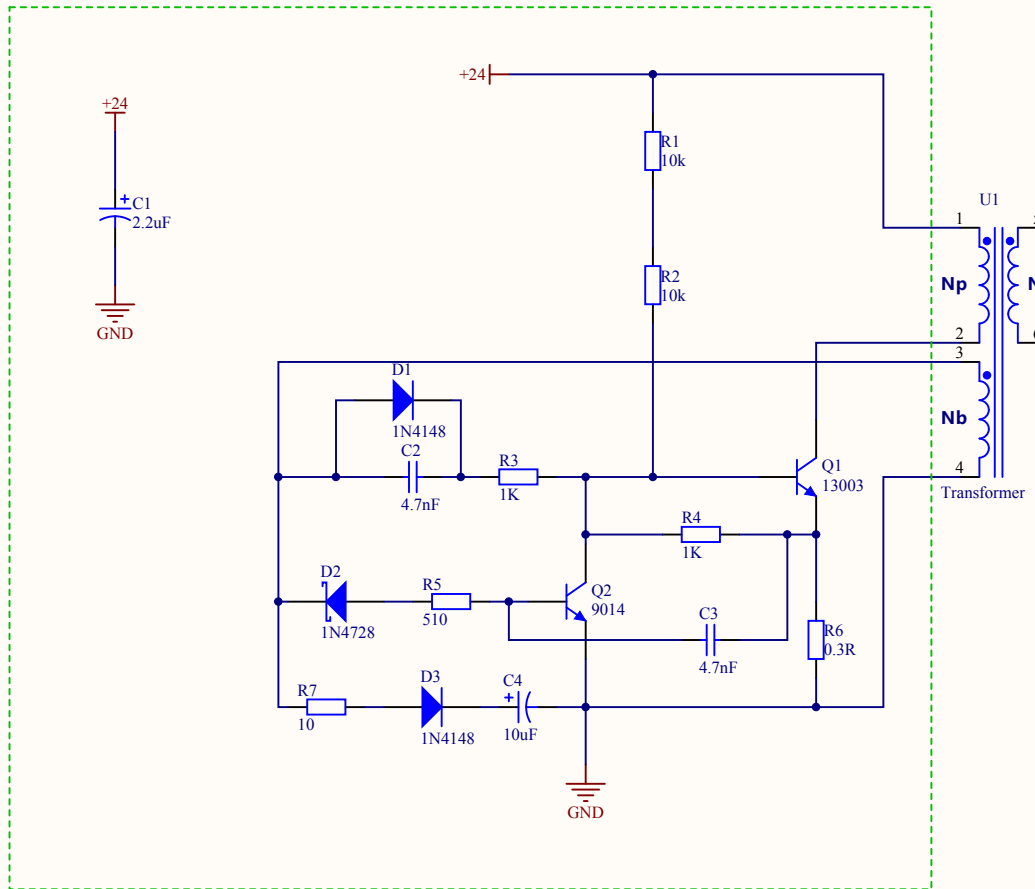 +24
+24
R1
10k
C1
2.2uF
U1
1
5
R2
10k
Np
N
GND
2
6
3
D1
1N4148
C2
4.7nF
R3
1K
Nb
Q1
13003
4
Transformer
R4
1K
D2
1N4728
R5
510
Q2
9014
C3
4.7nF
R6
0.3R
R7
10
D3
1N4148
C4
10uF
GND